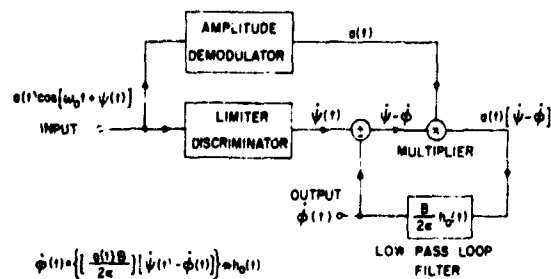 AMPLITUDE
DEMODULATOR
a(t)
a(t) cos[ω₀t + ψ(t)]
INPUT
LIMITER
DISCRIMINATOR
ψ̇(t)
±
ψ̇-φ̇
×
a(t)[ψ̇-φ̇]
MULTIPLIER
OUTPUT
φ̇(t)
B/2π h₀(t)
LOW PASS LOOP
FILTER
φ̇(t) = {[a(t)B/2π][ψ̇(t) - φ̇(t)]} * h₀(t)